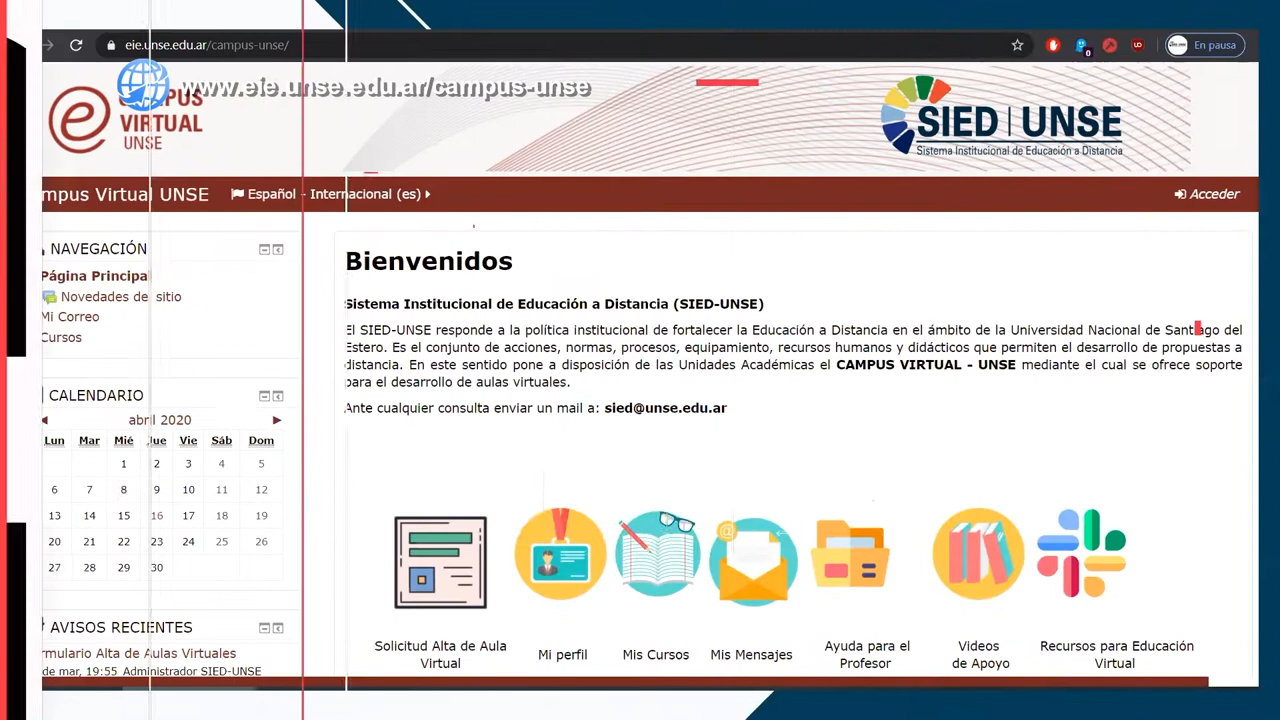 eie.unse.edu.ar/campus-unse/
0
En pausa
www.eie.unse.edu.ar/campus-unse
CAMPUS
VIRTUAL
UNSE
SIED | UNSE
Sistema Institucional de Educación a Distancia
mpus Virtual UNSE
Español - Internacional (es)
Acceder
NAVEGACIÓN
Página Principal
Novedades del sitio
Mi Correo
Cursos
CALENDARIO
abril 2020
Lun Mar Mié Jue Vie Sáb Dom
1 2 3 4 5
6 7 8 9 10 11 12
13 14 15 16 17 18 19
20 21 22 23 24 25 26
27 28 29 30
AVISOS RECIENTES
rmulario Alta de Aulas Virtuales
de mar, 19:55 Administrador SIED-UNSE
Bienvenidos
Sistema Institucional de Educación a Distancia (SIED-UNSE)
El SIED-UNSE responde a la política institucional de fortalecer la Educación a Distancia en el ámbito de la Universidad Nacional de Santiago del
Estero. Es el conjunto de acciones, normas, procesos, equipamiento, recursos humanos y didácticos que permiten el desarrollo de propuestas a
distancia. En este sentido pone a disposición de las Unidades Académicas el CAMPUS VIRTUAL - UNSE mediante el cual se ofrece soporte
para el desarrollo de aulas virtuales.
Ante cualquier consulta enviar un mail a: sied@unse.edu.ar
Solicitud Alta de Aula
Virtual
Mi perfil
Mis Cursos
Mis Mensajes
Ayuda para el
Profesor
Videos
de Apoyo
Recursos para Educación
Virtual